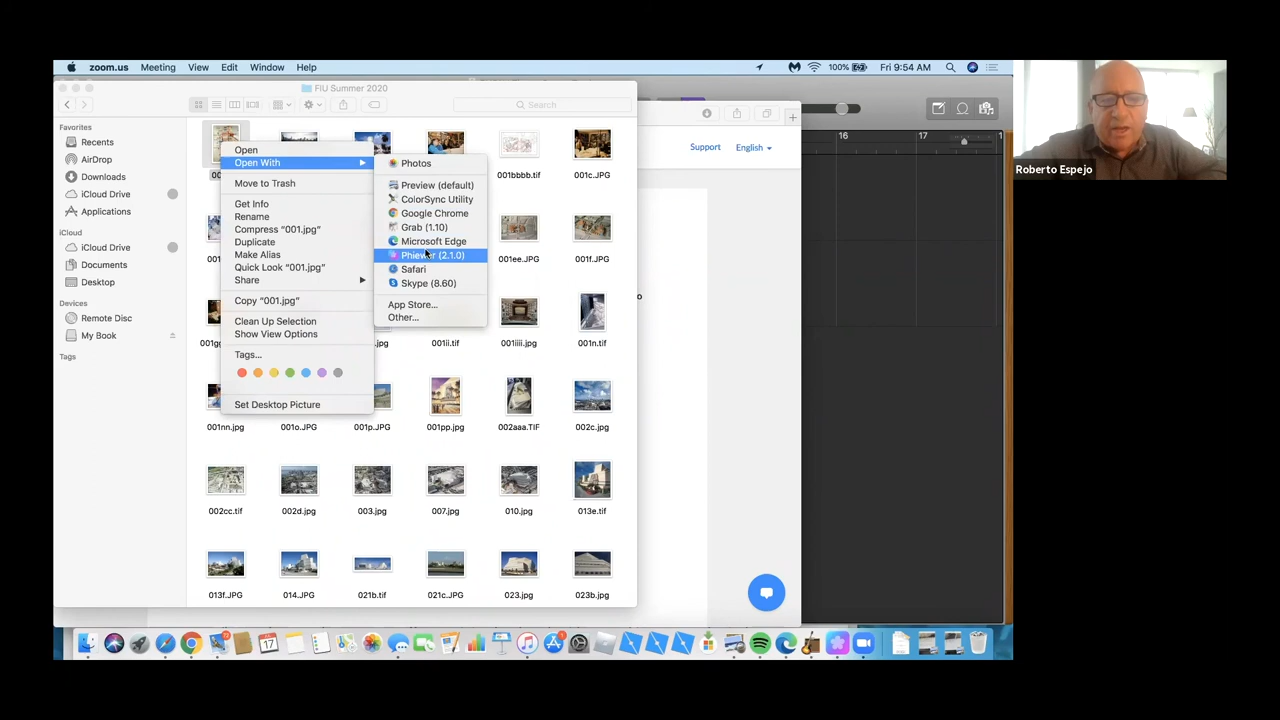 zoom.us Meeting View Edit Window Help
100% Fri 9:54 AM
FIU Summer 2020
Search
Favorites
Recents
AirDrop
Downloads
iCloud Drive
Applications
iCloud
iCloud Drive
Documents
Desktop
Devices
Remote Disc
My Book
Tags
Open
Open With
Move to Trash
Get Info
Rename
Compress “001.jpg”
Duplicate
Make Alias
Quick Look “001.jpg”
Share
Copy “001.jpg”
Clean Up Selection
Show View Options
Tags...
Set Desktop Picture
Photos
Preview (default)
ColorSync Utility
Google Chrome
Grab (1.10)
Microsoft Edge
Phiewer (2.1.0)
Safari
Skype (8.60)
App Store...
Other...
001bbbb.tif 001c.JPG
001ee.JPG 001f.JPG
001ii.tif 001iiii.jpg 001n.tif
001nn.jpg 001o.JPG 001p.JPG 001pp.jpg 002aaa.TIF 002c.jpg
002cc.tif 002d.jpg 003.jpg 007.jpg 010.jpg 013e.tif
013f.JPG 014.JPG 021b.tif 021c.JPG 023.jpg 023b.jpg
Support English
16 17
Roberto Espejo
17